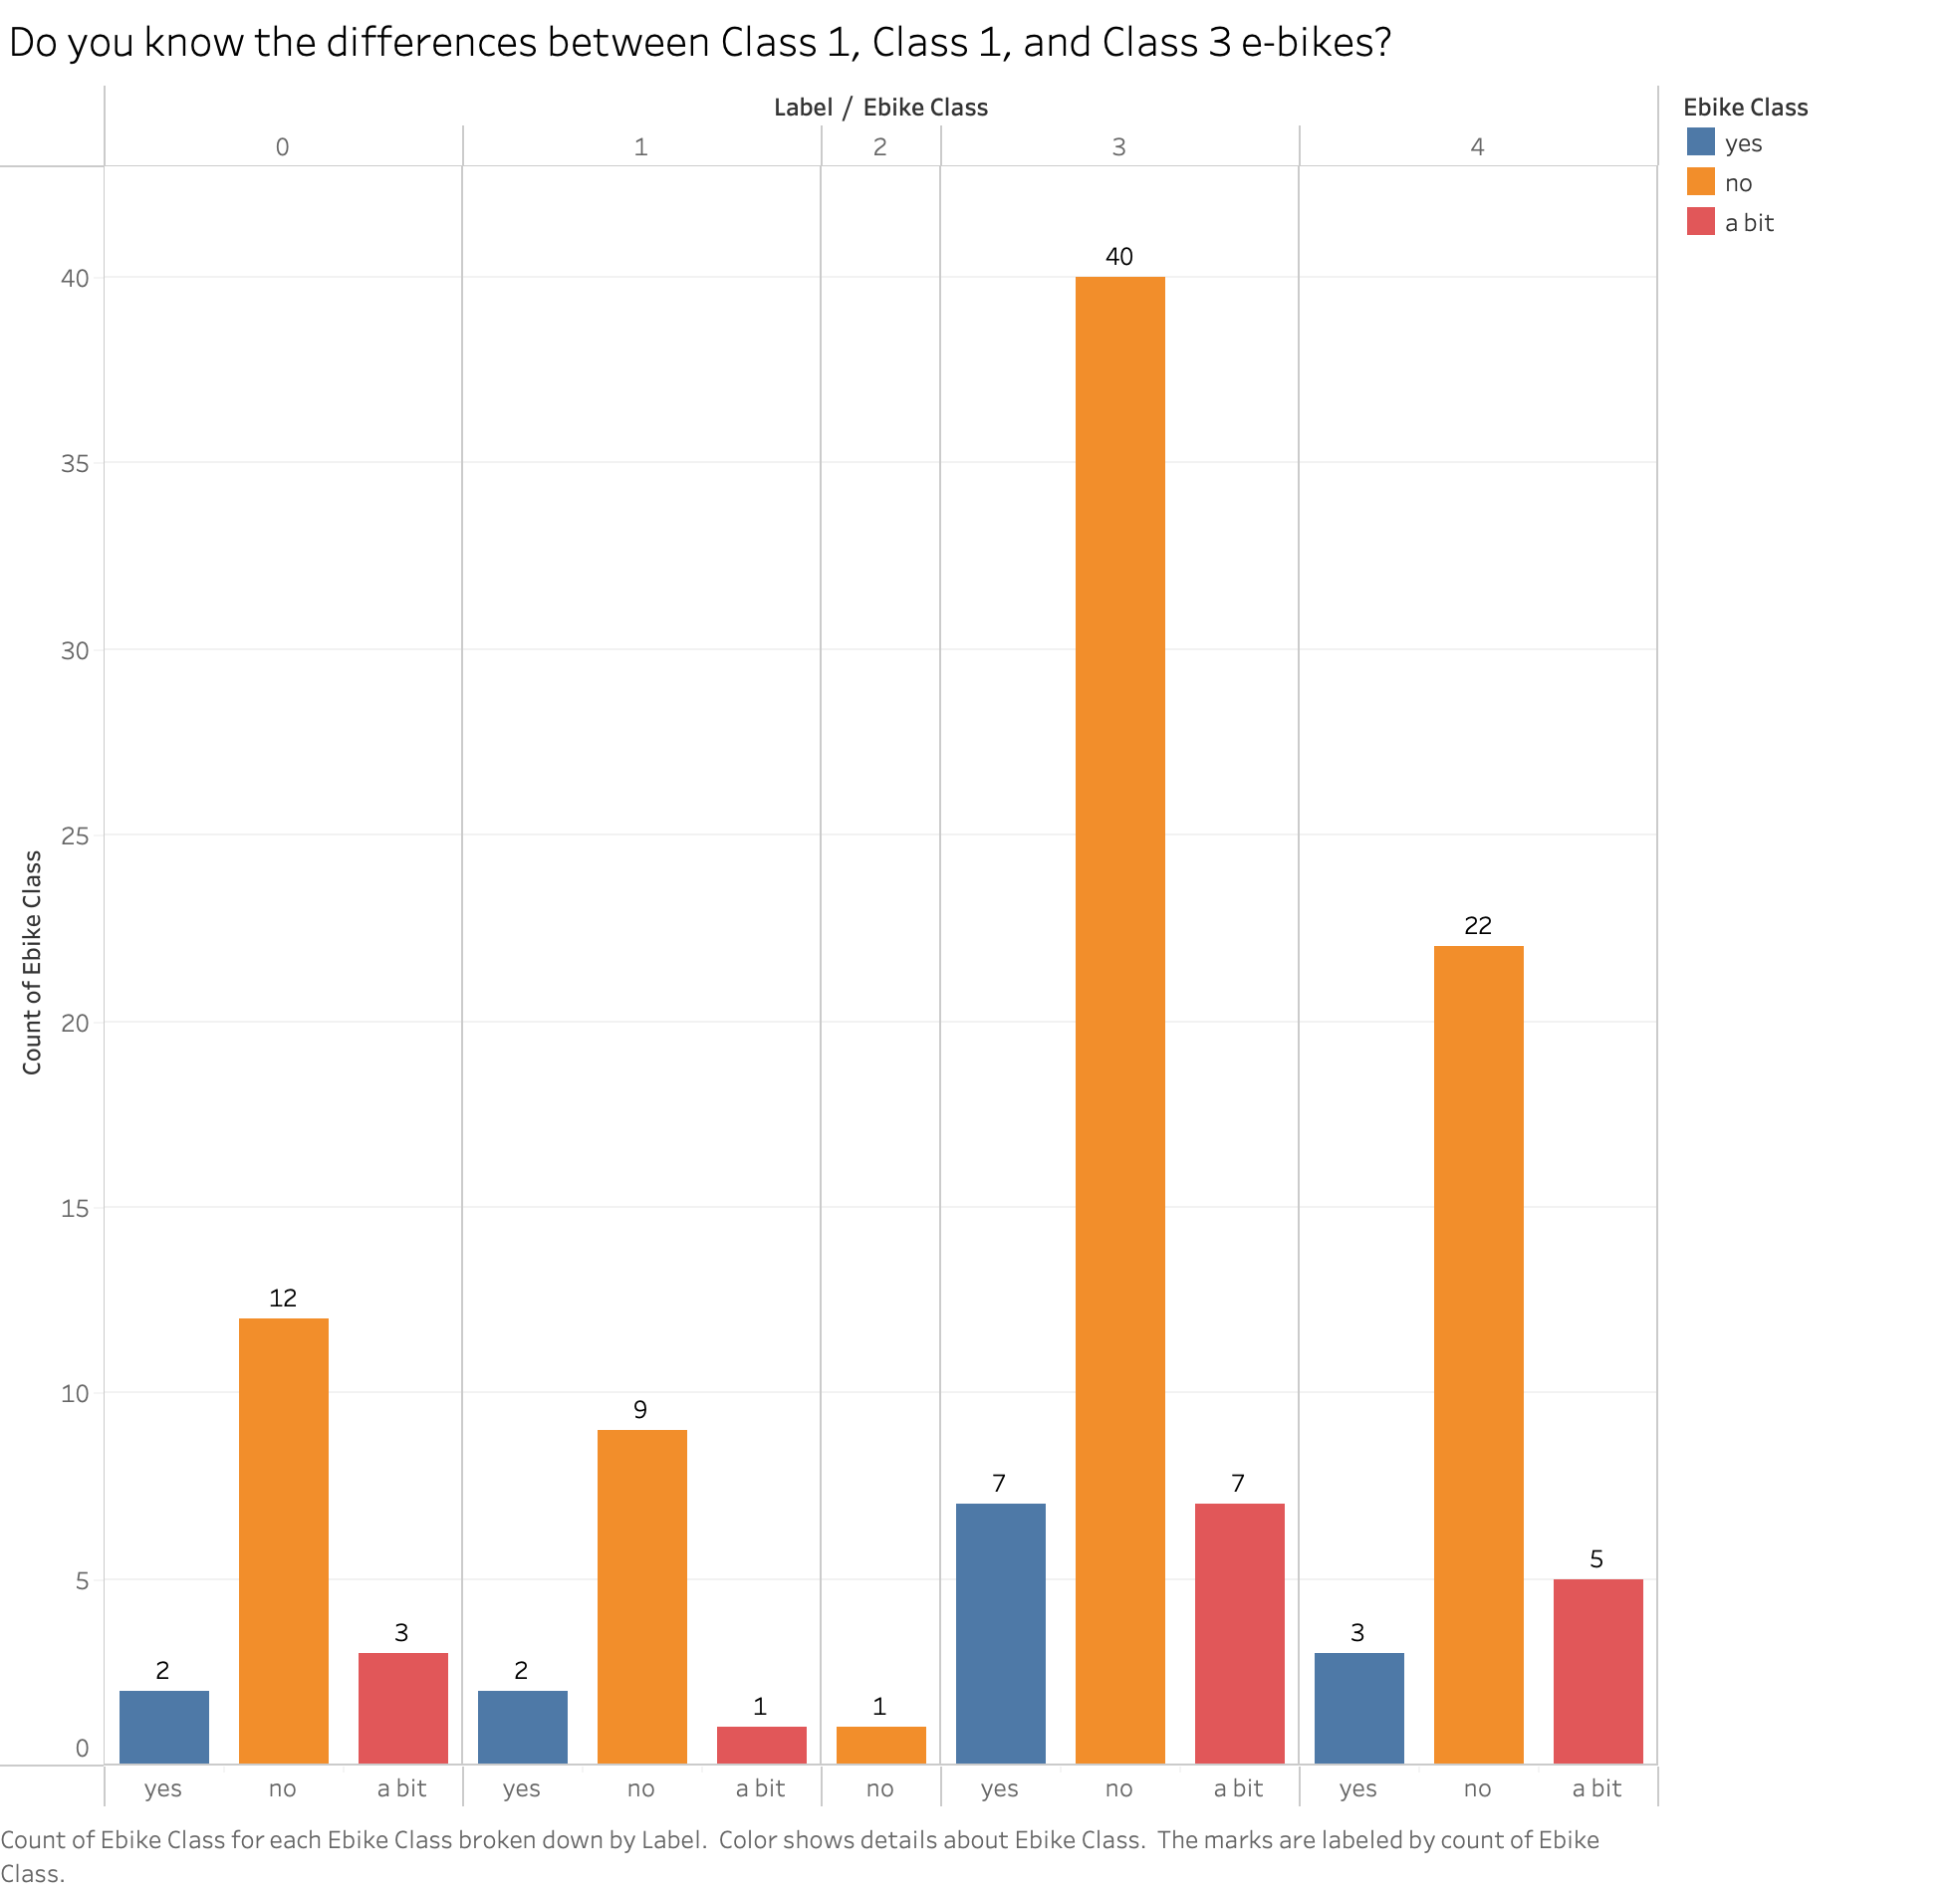 Do you know the differences between Class 1, Class 1, and Class 3 e-bikes?
Label / Ebike Class
0 1 2 3 4
Ebike Class
yes
no
a bit
Count of Ebike Class
40
35
30
25
20
15
10
5
0
2 12 3 2 9 1 1 7 40 7 3 22 5
yes no a bit yes no a bit no yes no a bit yes no a bit
Count of Ebike Class for each Ebike Class broken down by Label.  Color shows details about Ebike Class.  The marks are labeled by count of Ebike
Class.